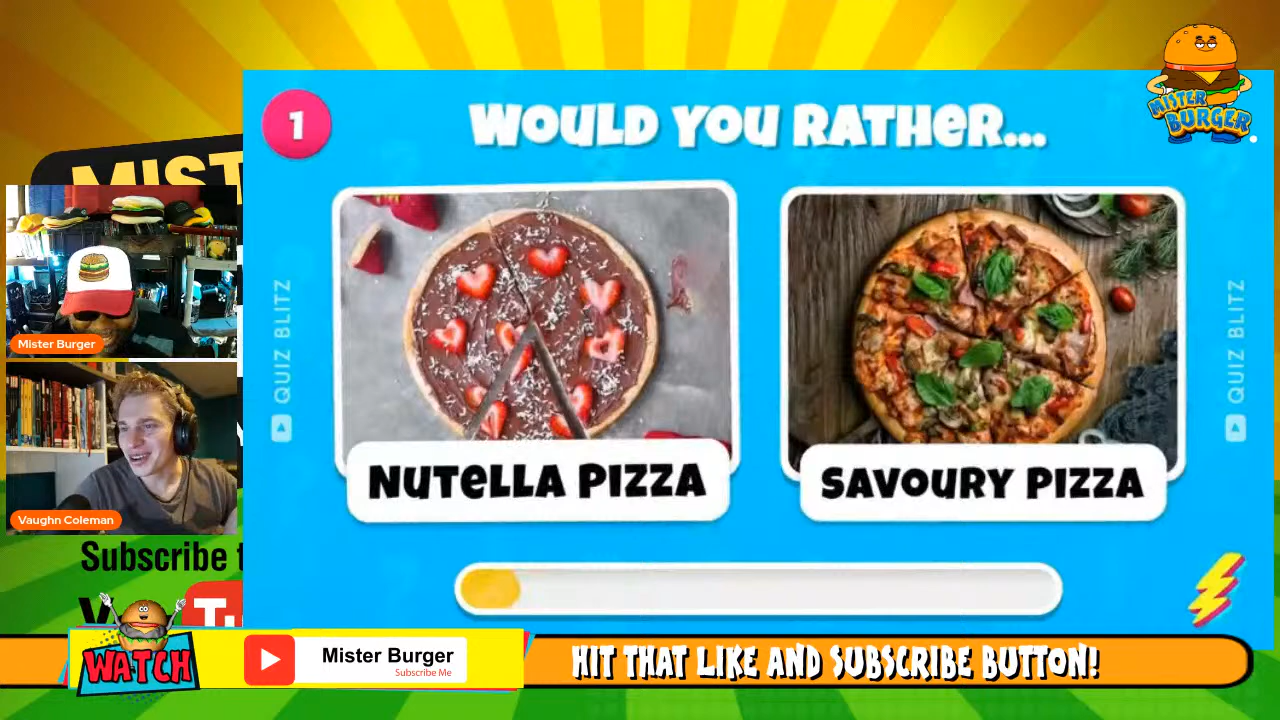 MISTER
BURGER
1
WOULD YOU RATHER...
MIST
QUIZ BLITZ
QUIZ BLITZ
Mister Burger
NUTELLA PIZZA
SAVOURY PIZZA
Vaughn Coleman
Subscribe t
WATCH
Mister Burger
Subscribe Me
HIT THAT LIKE AND SUBSCRIBE BUTTON!